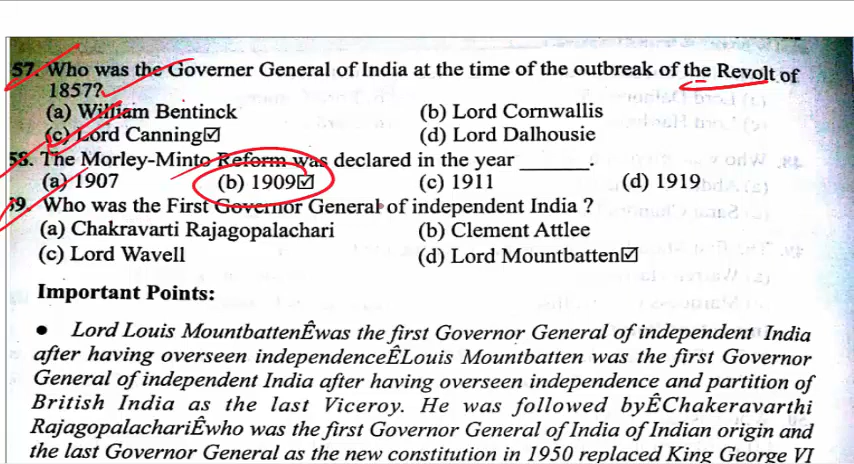 57. Who was the Governer General of India at the time of the outbreak of the Revolt of
1857?
(a) William Bentinck (b) Lord Cornwallis
(c) Lord Canning☑ (d) Lord Dalhousie
58. The Morley-Minto Reform was declared in the year ______.
(a) 1907 (b) 1909☑ (c) 1911 (d) 1919
59. Who was the First Governor General of independent India ?
(a) Chakravarti Rajagopalachari (b) Clement Attlee
(c) Lord Wavell (d) Lord Mountbatten☑
Important Points:
● Lord Louis MountbattenÊwas the first Governor General of independent India
after having overseen independenceÊLouis Mountbatten was the first Governor
General of independent India after having overseen independence and partition of
British India as the last Viceroy. He was followed byÊChakeravarthi
RajagopalachariÊwho was the first Governor General of India of Indian origin and
the last Governor General as the new constitution in 1950 replaced King George VI